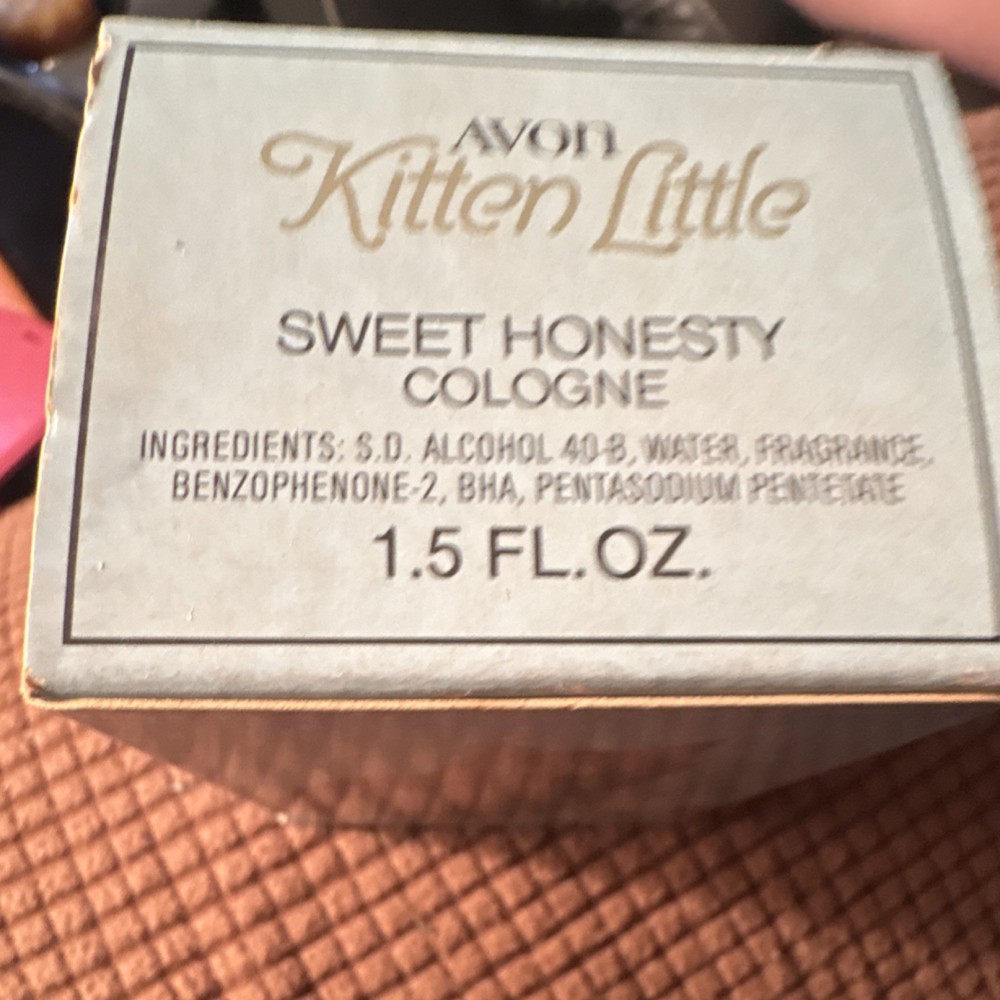 AVON
Kitten Little
SWEET HONESTY
COLOGNE
INGREDIENTS: S.D. ALCOHOL 40-B, WATER, FRAGRANCE,
BENZOPHENONE-2, BHA, PENTASODIUM PENTETATE
1.5 FL.OZ.